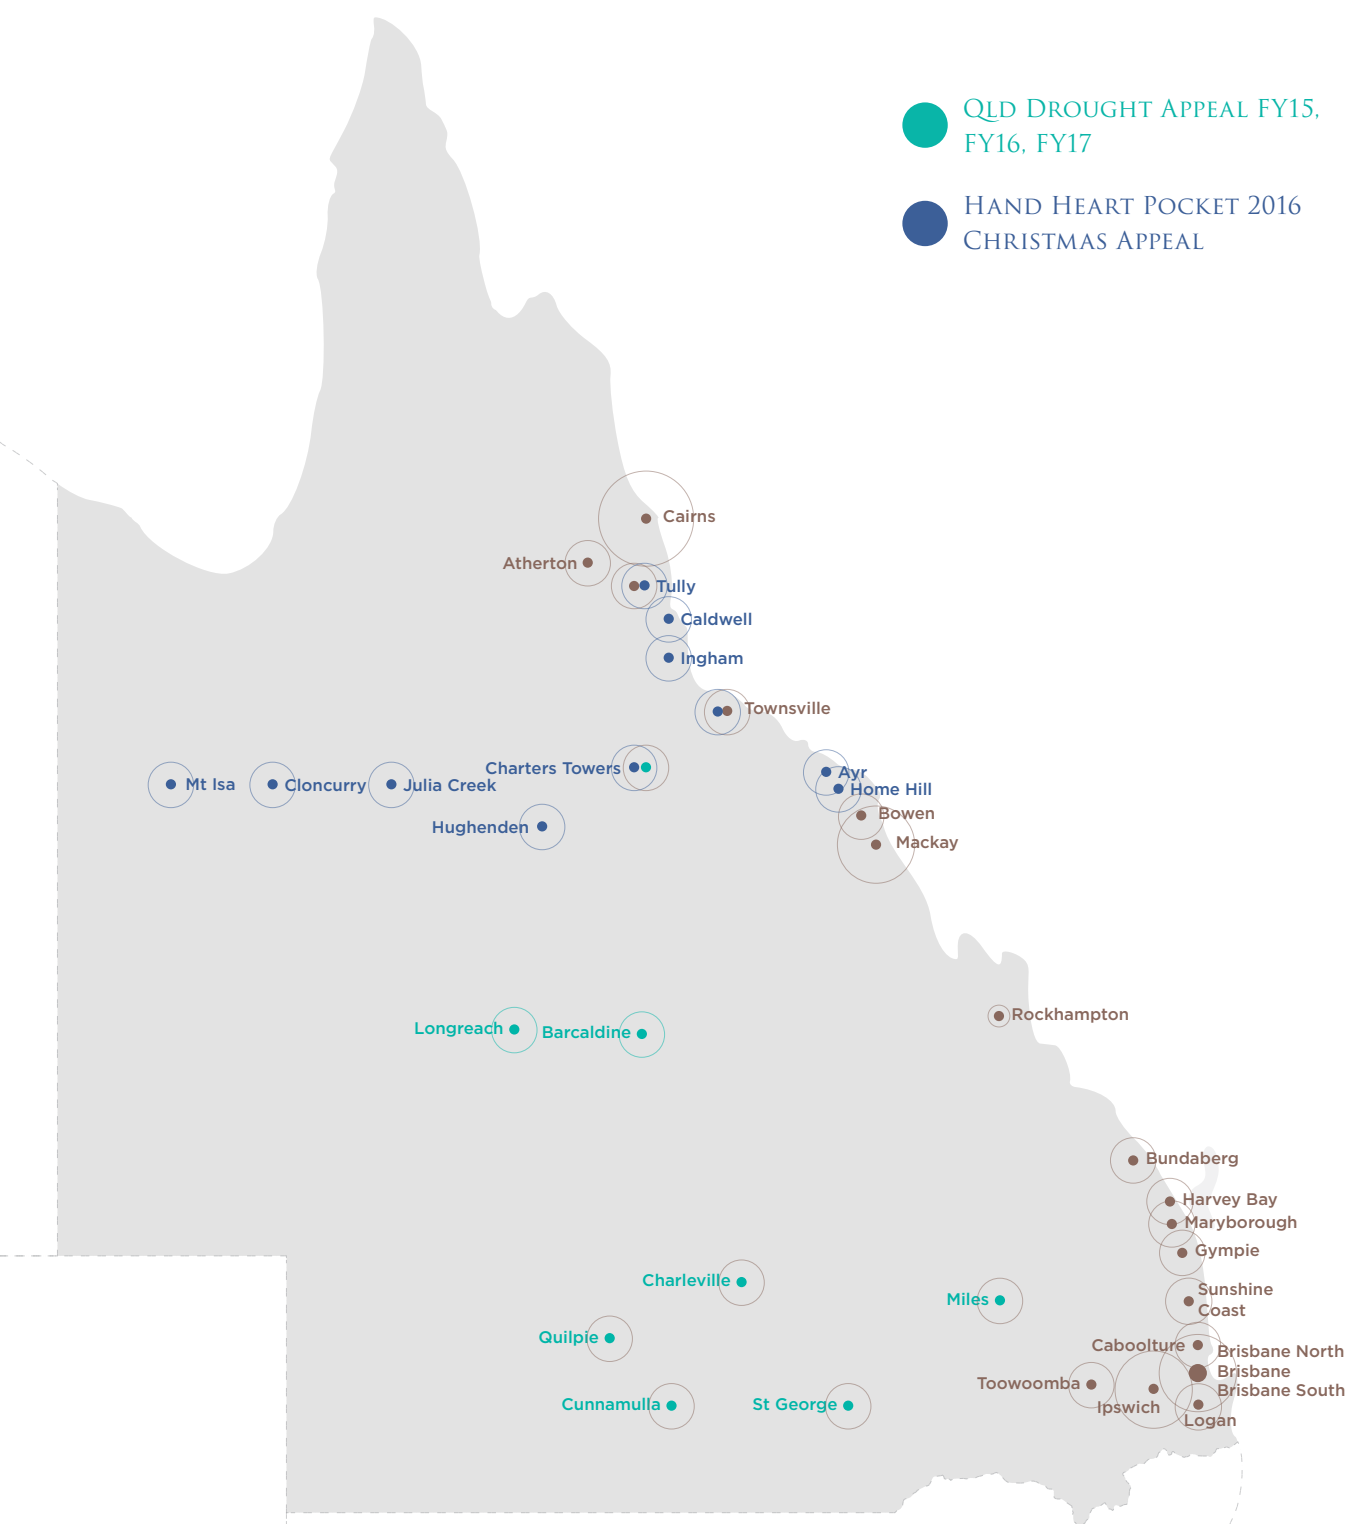 QLD DROUGHT APPEAL FY15,
FY16, FY17
HAND HEART POCKET 2016
CHRISTMAS APPEAL
Cairns
Atherton
Tully
Caldwell
Ingham
Townsville
Charters Towers
Ayr
Mt Isa
Cloncurry
Julia Creek
Home Hill
Bowen
Hughenden
Mackay
Rockhampton
Longreach
Barcaldine
Bundaberg
Harvey Bay
Maryborough
Gympie
Charleville
Sunshine
Coast
Miles
Quilpie
Caboolture
Brisbane North
Brisbane
Toowoomba
Brisbane South
Cunnamulla
St George
Ipswich
Logan